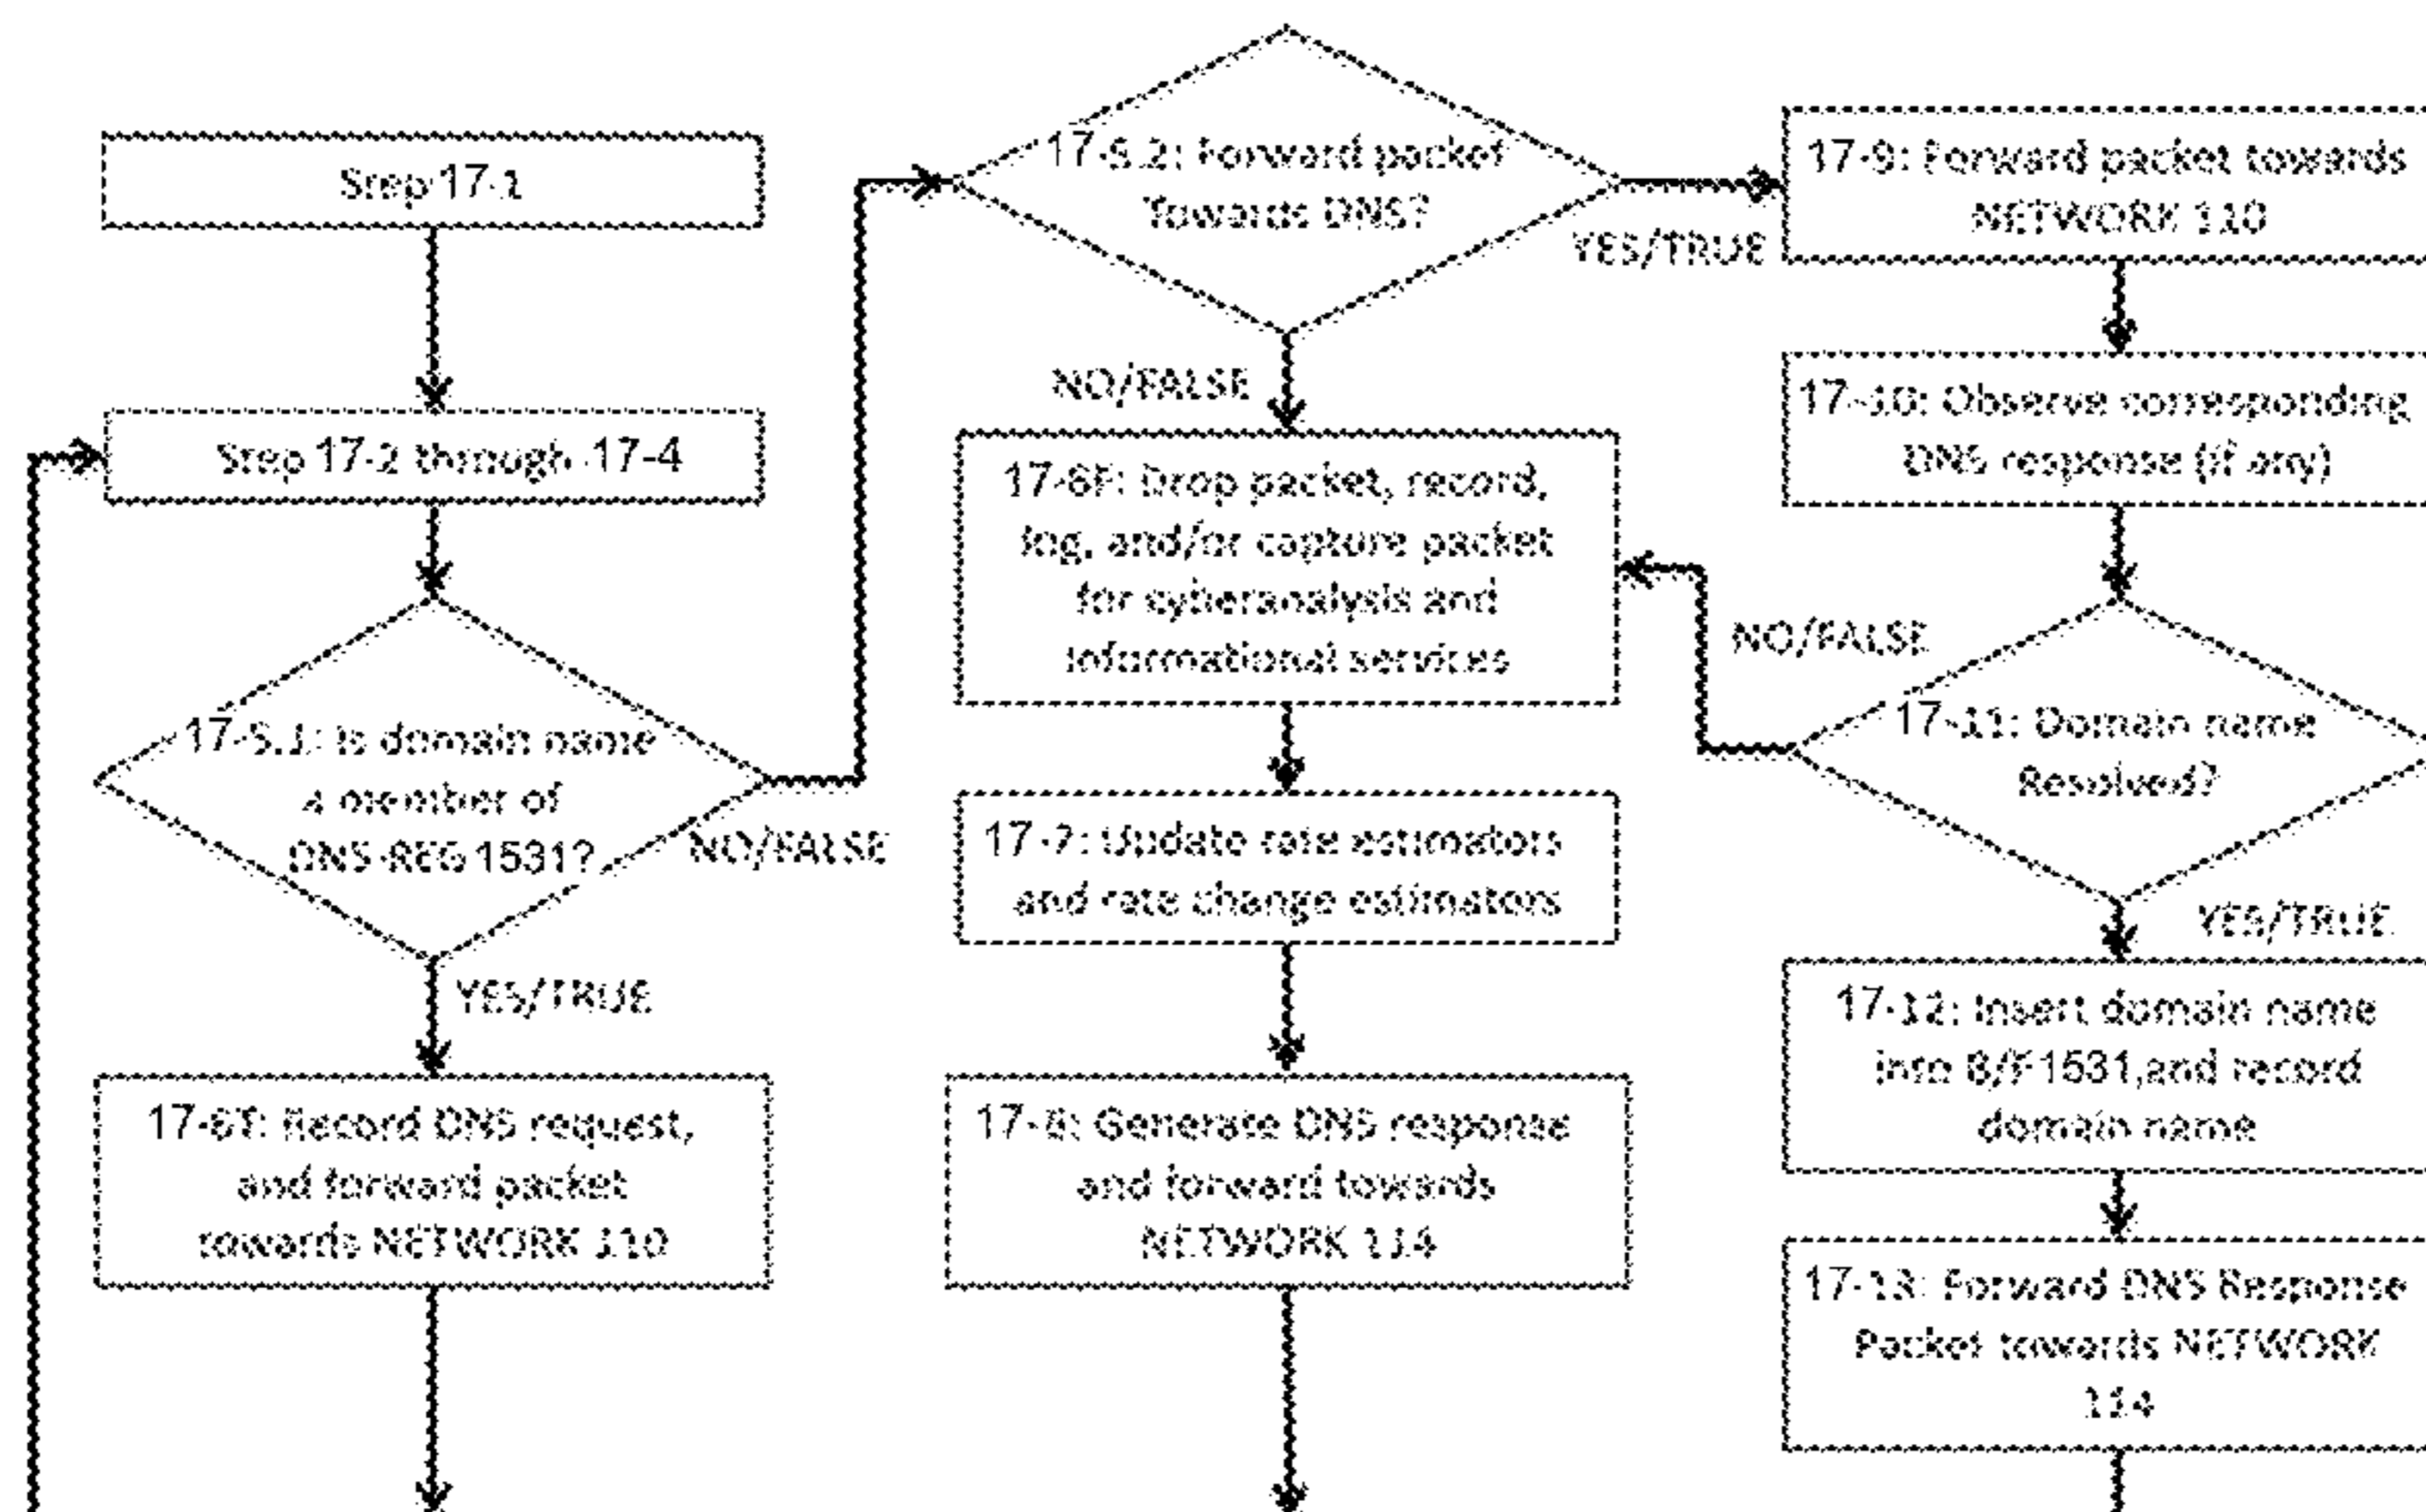 Step 17-1
Step 17-2 through 17-4
17-5.1: Is domain name
a member of
DNS-REG 1531?
NO/FALSE
YES/TRUE
17-6T: Record DNS request,
and forward packet
towards NETWORK 110
17-5.2: Forward packet
Towards DNS?
YES/TRUE
NO/FALSE
17-6F: Drop packet, record,
log, and/or capture packet
for cyberanalysis and
informational services
17-7: Update rate estimators
and rate change estimators
17-8: Generate DNS response
and forward towards
NETWORK 114
17-9: Forward packet towards
NETWORK 110
17-10: Observe corresponding
DNS response (if any)
NO/FALSE
17-11: Domain name
Resolved?
YES/TRUE
17-12: Insert domain name
into B/F 1531,and record
domain name
17-13: Forward DNS Response
Packet towards NETWORK
114